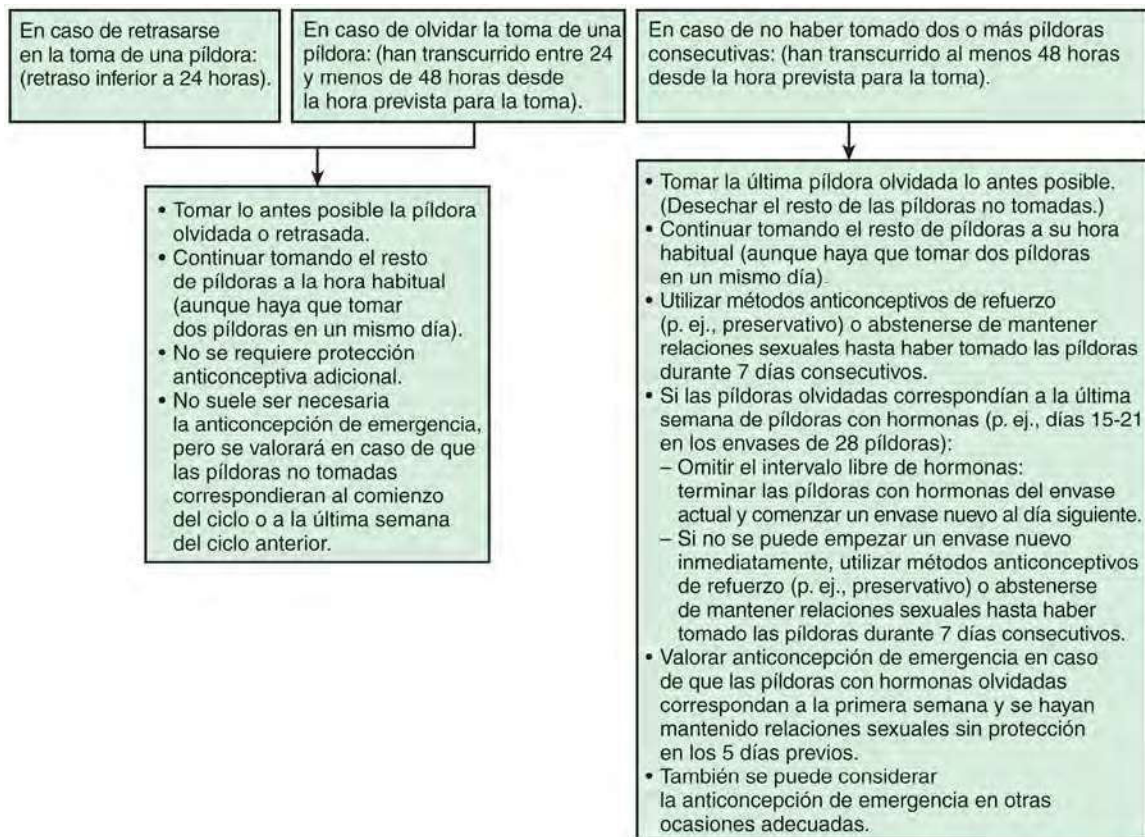 En caso de retrasarse
en la toma de una píldora:
(retraso inferior a 24 horas).
En caso de olvidar la toma de una
píldora: (han transcurrido entre 24
y menos de 48 horas desde
la hora prevista para la toma).
En caso de no haber tomado dos o más píldoras
consecutivas: (han transcurrido al menos 48 horas
desde la hora prevista para la toma).
• Tomar lo antes posible la píldora
olvidada o retrasada.
• Continuar tomando el resto
de píldoras a la hora habitual
(aunque haya que tomar
dos píldoras en un mismo día).
• No se requiere protección
anticonceptiva adicional.
• No suele ser necesaria
la anticoncepción de emergencia,
pero se valorará en caso de que
las píldoras no tomadas
correspondieran al comienzo
del ciclo o a la última semana
del ciclo anterior.
• Tomar la última píldora olvidada lo antes posible.
(Desechar el resto de las píldoras no tomadas.)
• Continuar tomando el resto de píldoras a su hora
habitual (aunque haya que tomar dos píldoras
en un mismo día).
• Utilizar métodos anticonceptivos de refuerzo
(p. ej., preservativo) o abstenerse de mantener
relaciones sexuales hasta haber tomado las píldoras
durante 7 días consecutivos.
• Si las píldoras olvidadas correspondían a la última
semana de píldoras con hormonas (p. ej., días 15-21
en los envases de 28 píldoras):
– Omitir el intervalo libre de hormonas:
terminar las píldoras con hormonas del envase
actual y comenzar un envase nuevo al día siguiente.
– Si no se puede empezar un envase nuevo
inmediatamente, utilizar métodos anticonceptivos
de refuerzo (p. ej., preservativo) o abstenerse
de mantener relaciones sexuales hasta haber
tomado las píldoras durante 7 días consecutivos.
• Valorar anticoncepción de emergencia en caso
de que las píldoras con hormonas olvidadas
correspondan a la primera semana y se hayan
mantenido relaciones sexuales sin protección
en los 5 días previos.
• También se puede considerar
la anticoncepción de emergencia en otras
ocasiones adecuadas.